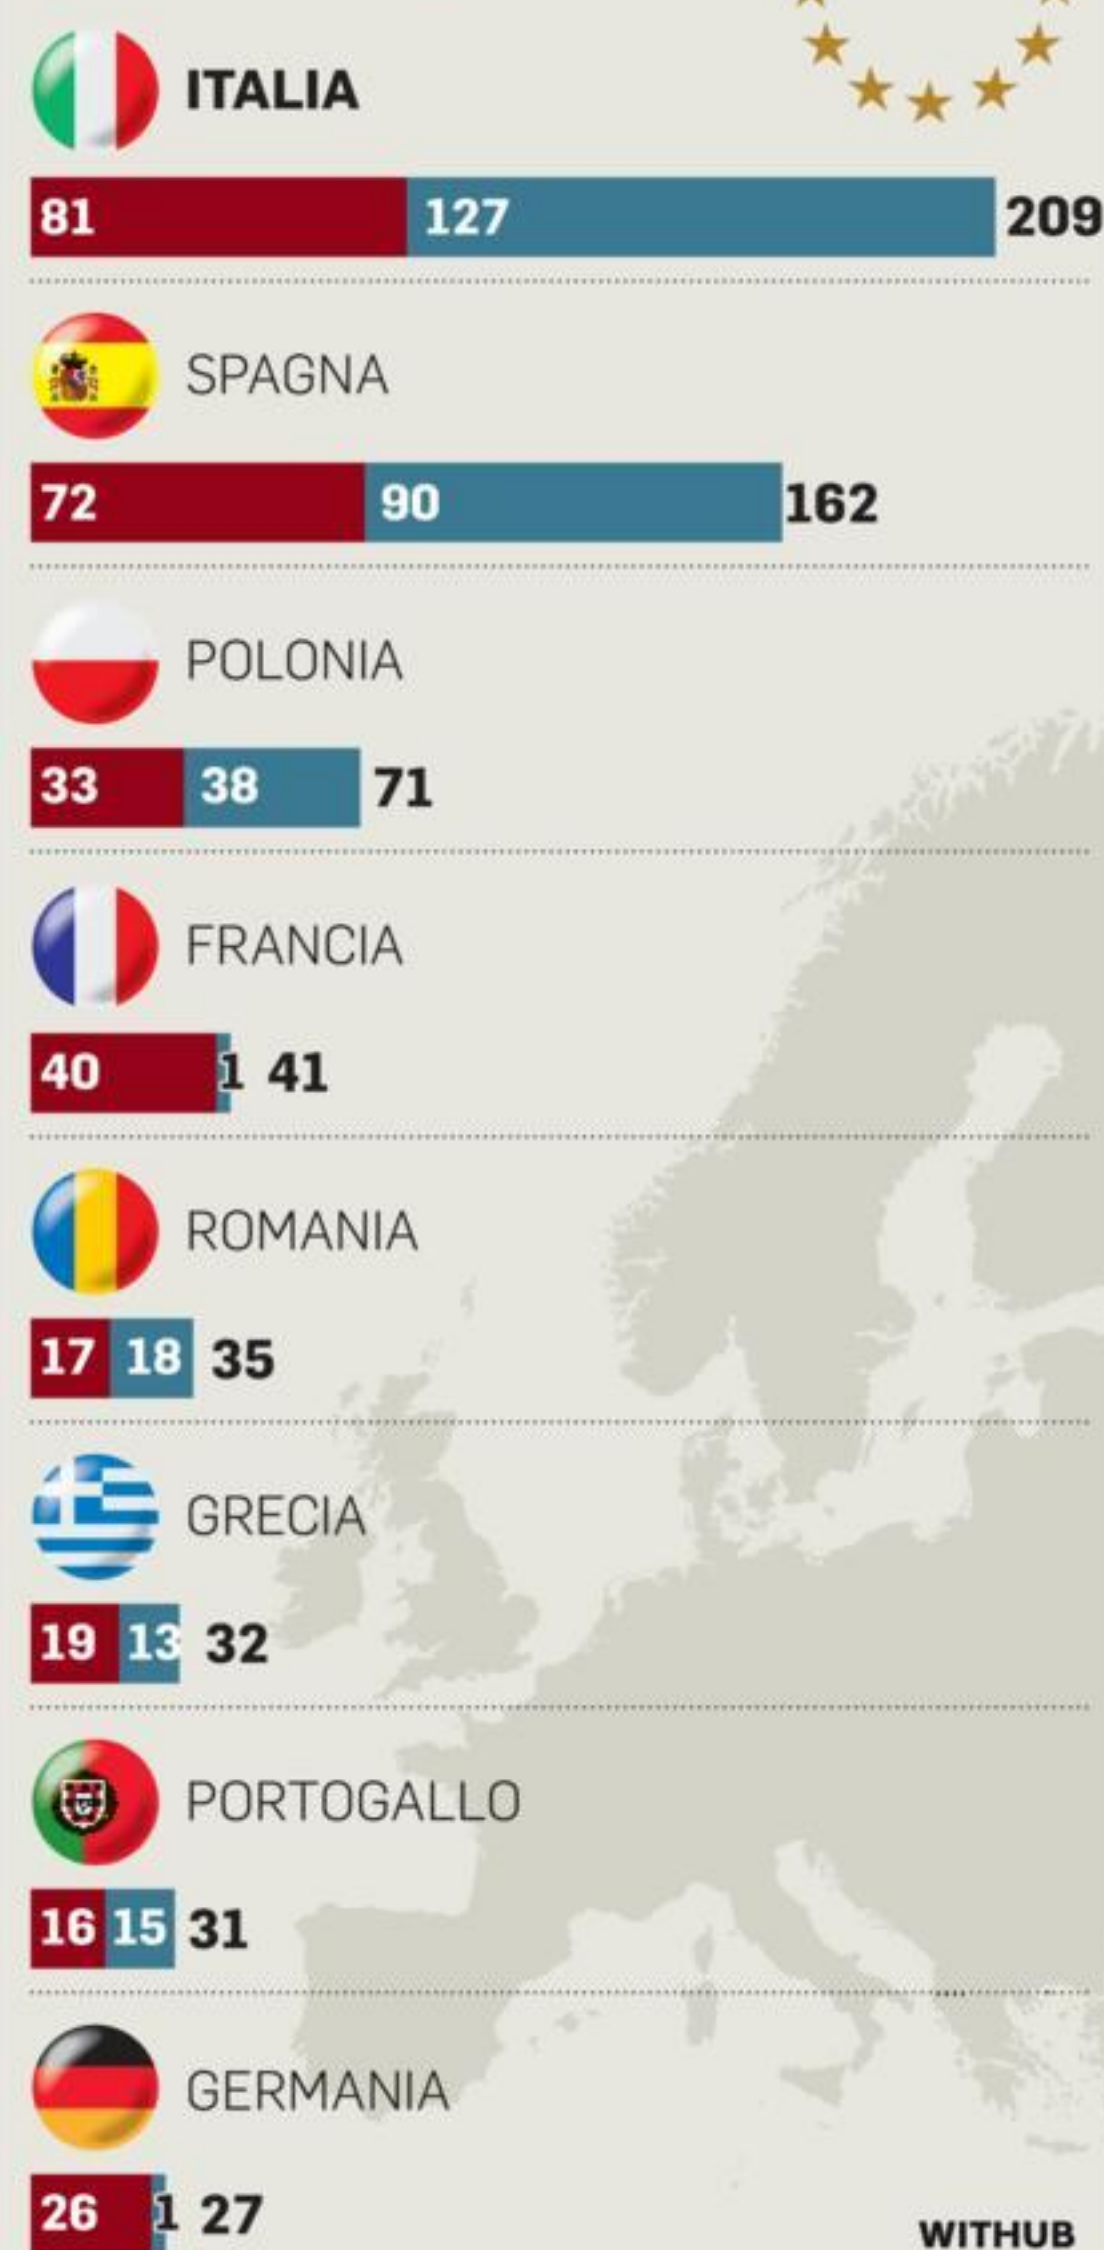 ITALIA
81 127 209
SPAGNA
72 90 162
POLONIA
33 38 71
FRANCIA
40 1 41
ROMANIA
17 18 35
GRECIA
19 13 32
PORTOGALLO
16 15 31
GERMANIA
26 1 27
WITHUB